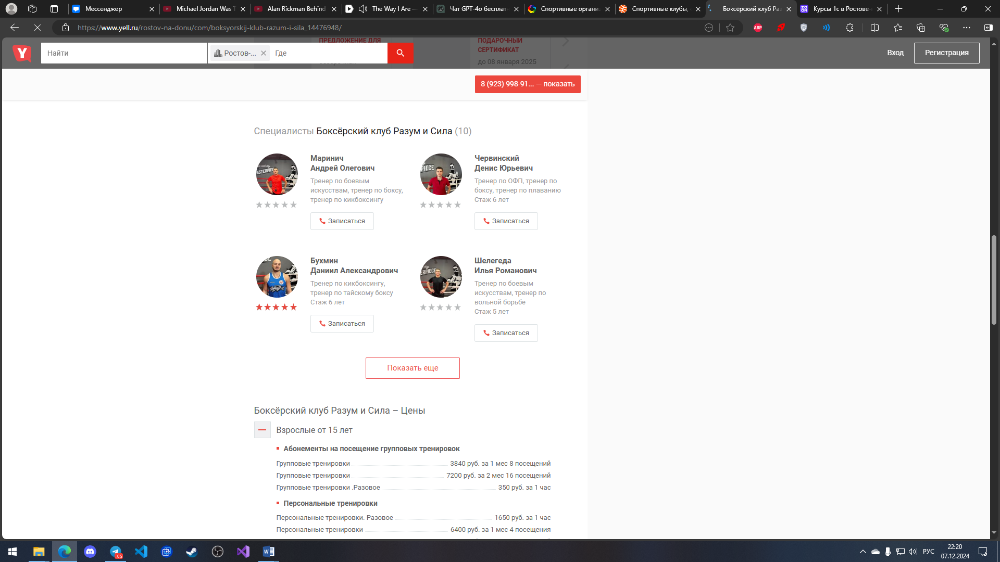 Мессенджер
Michael Jordan Was T
Alan Rickman Behind
The Way I Are —
Чат GPT-4o бесплатн
Спортивные организ
Спортивные клубы,
Боксёрский клуб Раз
Курсы 1с в Ростове-
https://www.yell.ru/rostov-na-donu/com/boksyorskij-klub-razum-i-sila_14476948/
ABP
ПРЕДЛОЖЕНИЕ ДЛЯ
ПОДАРОЧНЫЙ
СЕРТИФИКАТ
до 08 января 2025
Y
Найти
Ростов-...
Где
Вход
Регистрация
8 (923) 998-91... — показать
Специалисты Боксёрский клуб Разум и Сила (10)
Маринич
Андрей Олегович
Тренер по боевым
искусствам, тренер по боксу,
тренер по кикбоксингу
Записаться
Червинский
Денис Юрьевич
Тренер по ОФП, тренер по
боксу, тренер по плаванию
Стаж 6 лет
Записаться
Бухмин
Даниил Александрович
Тренер по кикбоксингу,
тренер по тайскому боксу
Стаж 6 лет
Записаться
Шелегеда
Илья Романович
Тренер по боевым
искусствам, тренер по
вольной борьбе
Стаж 5 лет
Записаться
Показать еще
Боксёрский клуб Разум и Сила – Цены
Взрослые от 15 лет
Абонементы на посещение групповых тренировок
Групповые тренировки 3840 руб. за 1 мес 8 посещений
Групповые тренировки 7200 руб. за 2 мес 16 посещений
Групповые тренировки .Разовое 350 руб. за 1 час
Персональные тренировки
Персональные тренировки. Разовое 1650 руб. за 1 час
Персональные тренировки 6400 руб. за 1 мес 4 посещения
РУС
22:20
07.12.2024